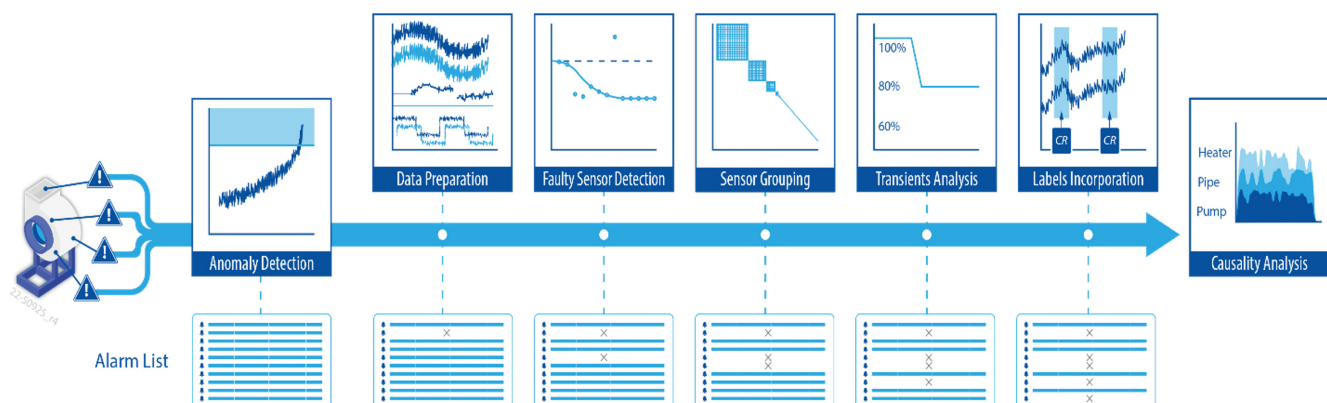 100%
80%
60%
CR
CR
Data Preparation
Faulty Sensor Detection
Sensor Grouping
Transients Analysis
Labels Incorporation
Heater
Pipe
Pump
Anomaly Detection
Causality Analysis
22-50925_r4
Alarm List